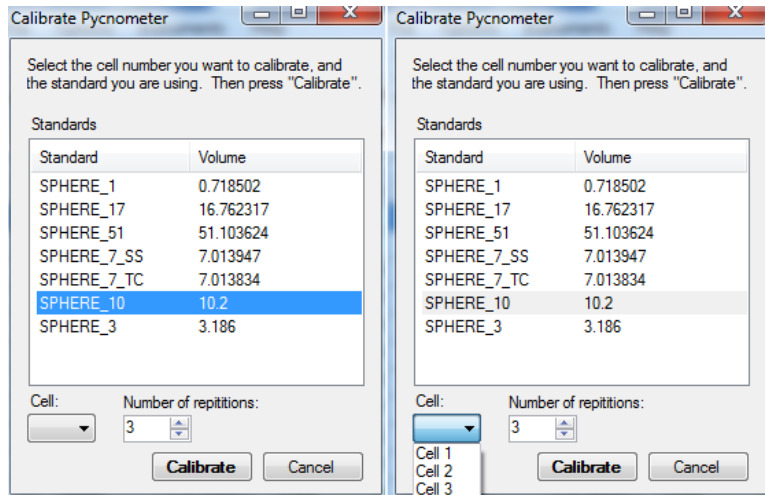 Calibrate Pycnometer
Select the cell number you want to calibrate, and
the standard you are using. Then press "Calibrate".
Standards
Standard Volume
SPHERE_1 0.718502
SPHERE_17 16.762317
SPHERE_51 51.103624
SPHERE_7_SS 7.013947
SPHERE_7_TC 7.013834
SPHERE_10 10.2
SPHERE_3 3.186
Cell: Number of repititions:
3
Calibrate Cancel
Calibrate Pycnometer
Select the cell number you want to calibrate, and
the standard you are using. Then press "Calibrate".
Standards
Standard Volume
SPHERE_1 0.718502
SPHERE_17 16.762317
SPHERE_51 51.103624
SPHERE_7_SS 7.013947
SPHERE_7_TC 7.013834
SPHERE_10 10.2
SPHERE_3 3.186
Cell: Number of repititions:
3
Cell 1
Cell 2
Cell 3
Calibrate Cancel